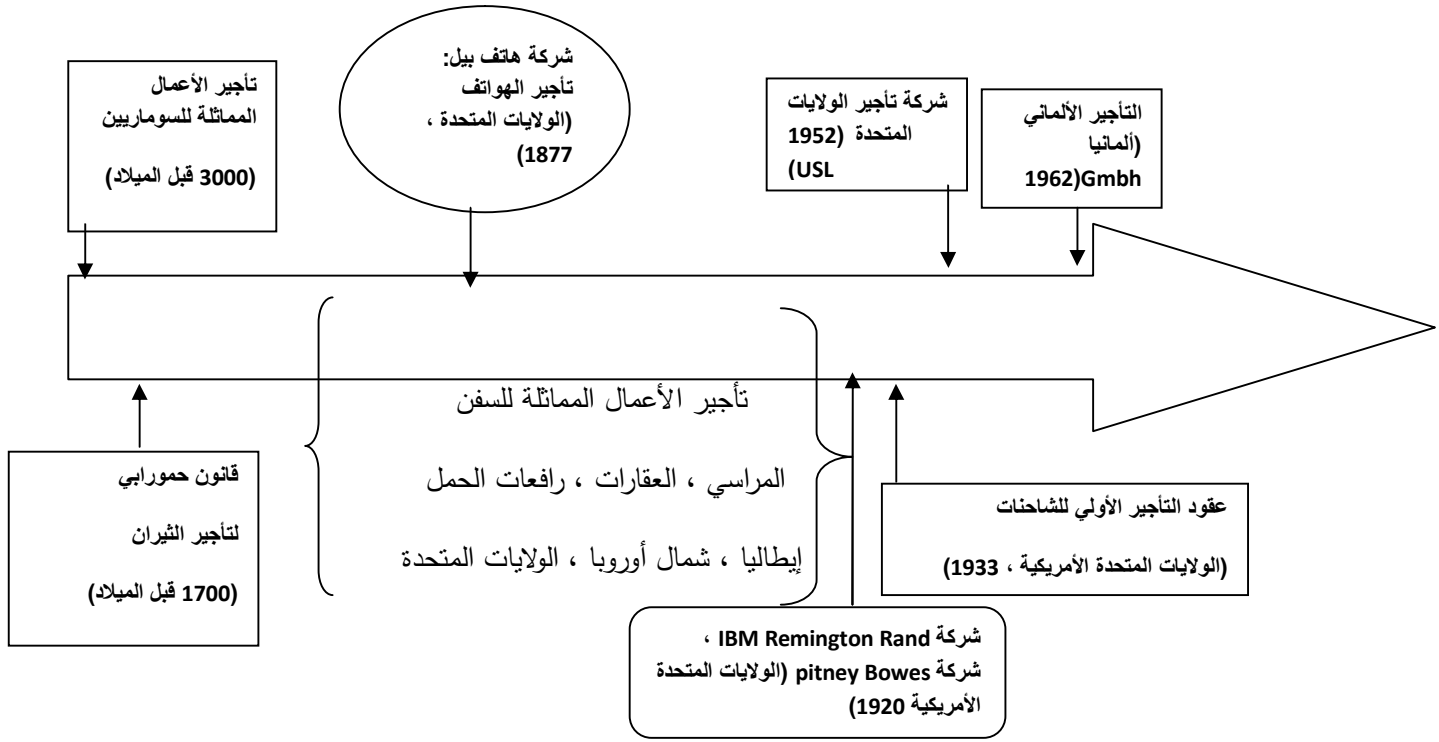 تأجير الأعمال
المماثلة للسوماريين
(3000 قبل الميلاد)
شركة هاتف بيل:
تأجير الهواتف
(الولايات المتحدة ،
1877)
شركة تأجير الولايات
المتحدة (1952
USL)
التأجير الألماني
(ألمانيا
1962(Gmbh
تأجير الأعمال المماثلة للسفن
المراسي ، العقارات ، رافعات الحمل
إيطاليا ، شمال أوروبا ، الولايات المتحدة
قانون حمورابي
لتأجير الثيران
(1700 قبل الميلاد)
عقود التأجير الأولي للشاحنات
(الولايات المتحدة الأمريكية ، 1933)
شركة IBM Remington Rand ،
شركة pitney Bowes (الولايات المتحدة
الأمريكية 1920)